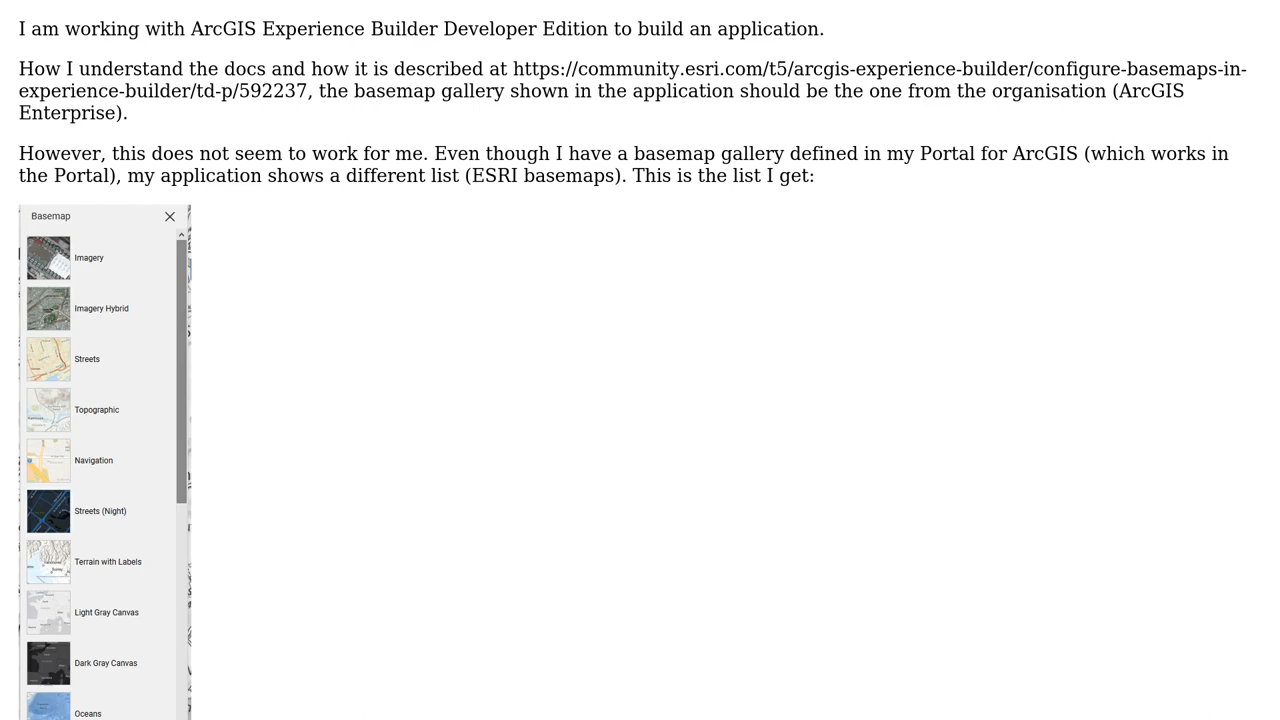 I am working with ArcGIS Experience Builder Developer Edition to build an application.
How I understand the docs and how it is described at https://community.esri.com/t5/arcgis-experience-builder/configure-basemaps-in-
experience-builder/td-p/592237, the basemap gallery shown in the application should be the one from the organisation (ArcGIS
Enterprise).
However, this does not seem to work for me. Even though I have a basemap gallery defined in my Portal for ArcGIS (which works in
the Portal), my application shows a different list (ESRI basemaps). This is the list I get:
Basemap
Imagery
Imagery Hybrid
Streets
Topographic
Navigation
Streets (Night)
Terrain with Labels
Light Gray Canvas
Dark Gray Canvas
Oceans